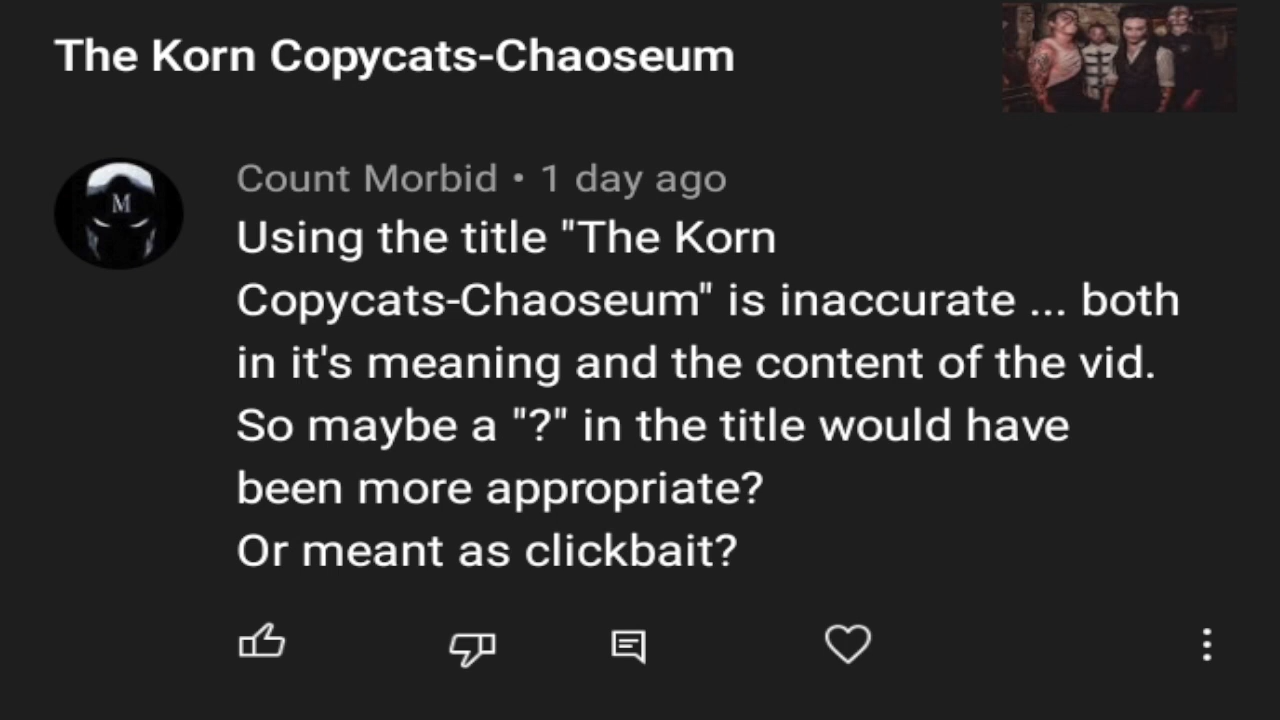 The Korn Copycats-Chaoseum
M
Count Morbid • 1 day ago
Using the title "The Korn
Copycats-Chaoseum" is inaccurate ... both
in it's meaning and the content of the vid.
So maybe a "?" in the title would have
been more appropriate?
Or meant as clickbait?